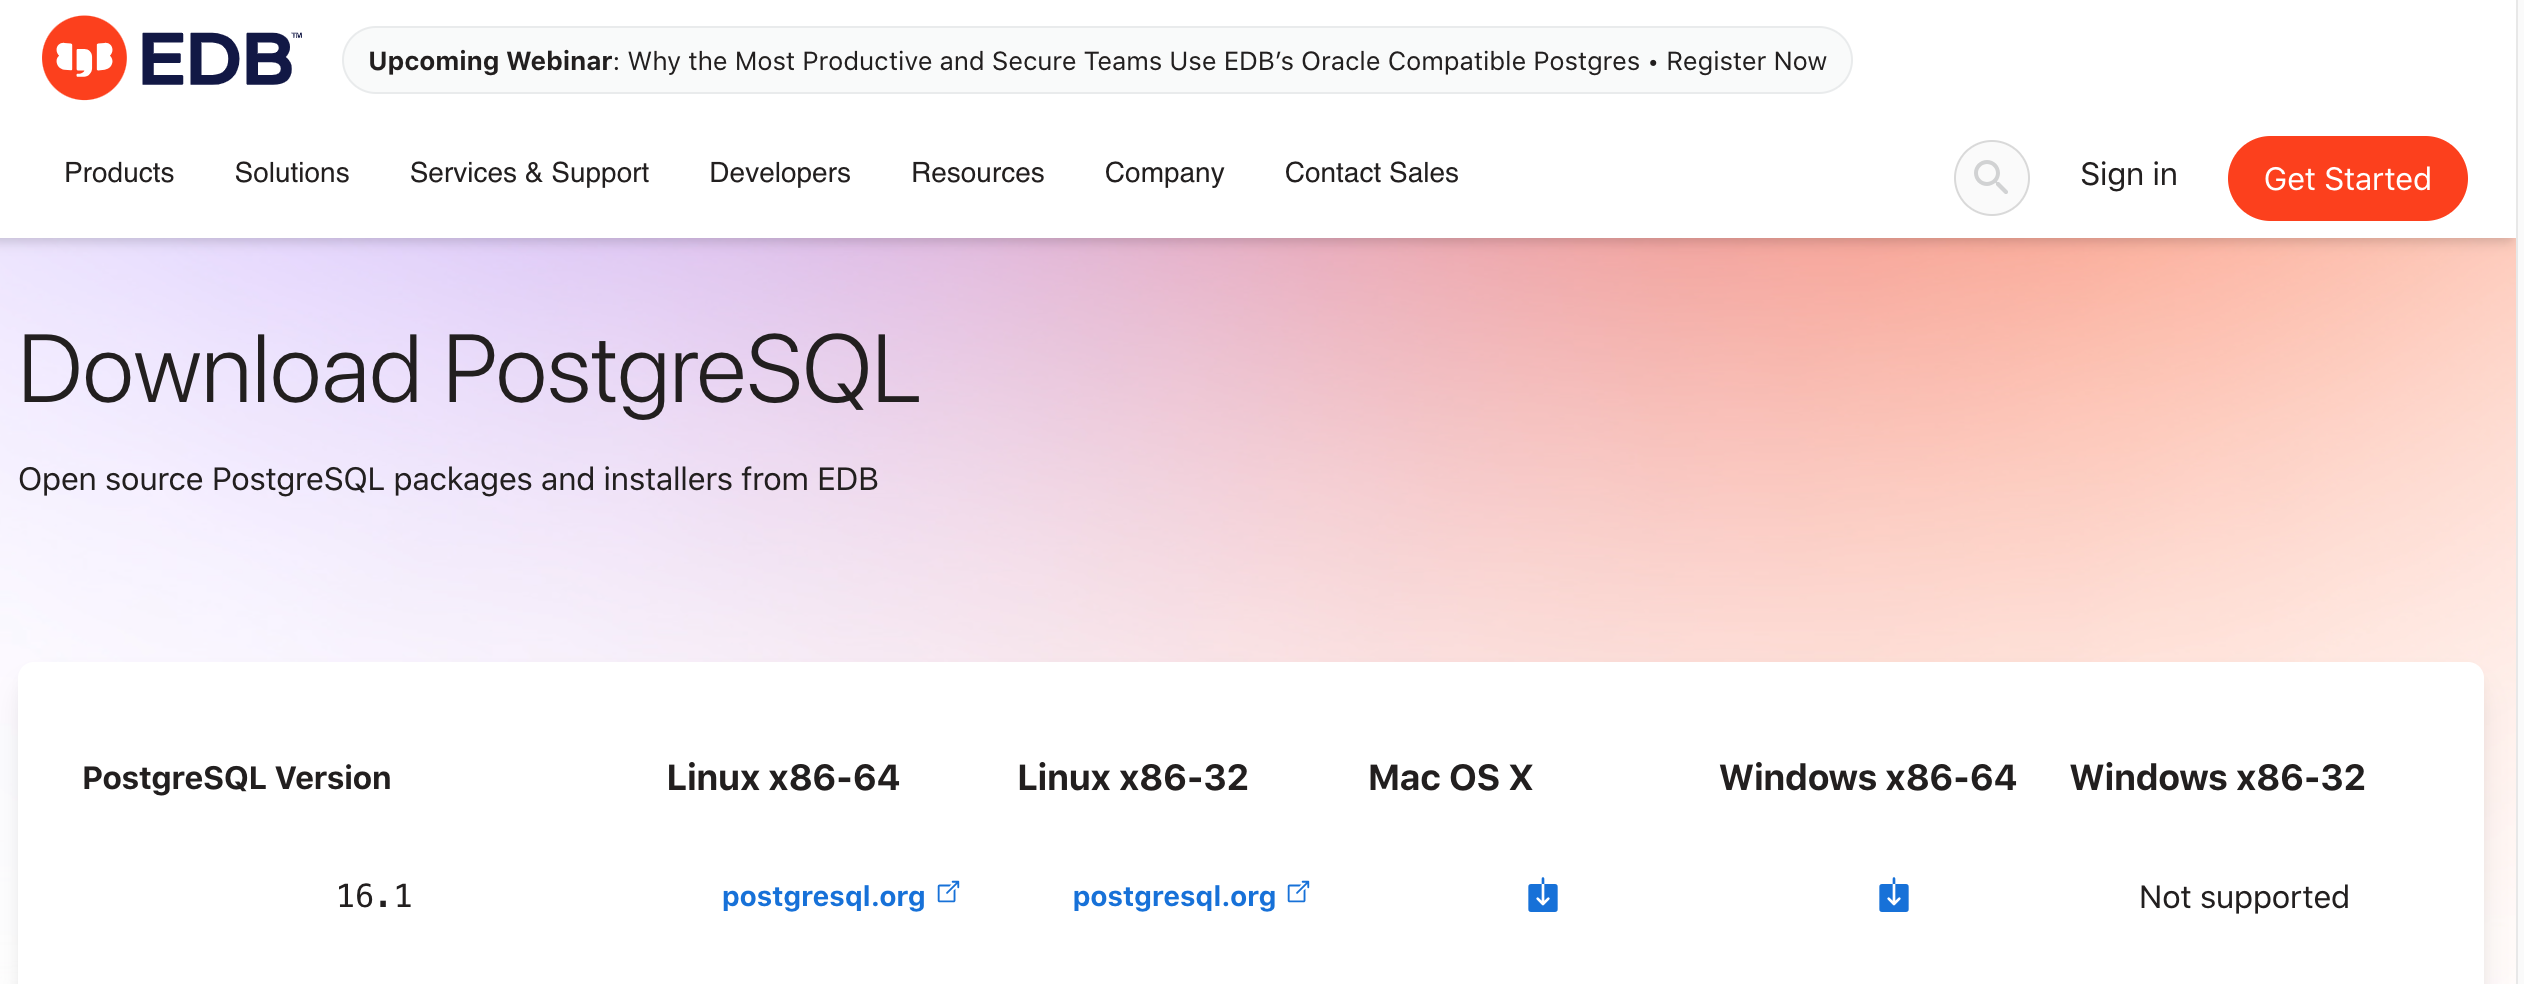 EDB™
Upcoming Webinar: Why the Most Productive and Secure Teams Use EDB’s Oracle Compatible Postgres • Register Now
Products Solutions Services & Support Developers Resources Company Contact Sales Sign in Get Started
Download PostgreSQL
Open source PostgreSQL packages and installers from EDB
PostgreSQL Version Linux x86-64 Linux x86-32 Mac OS X Windows x86-64 Windows x86-32
16.1 postgresql.org postgresql.org Not supported